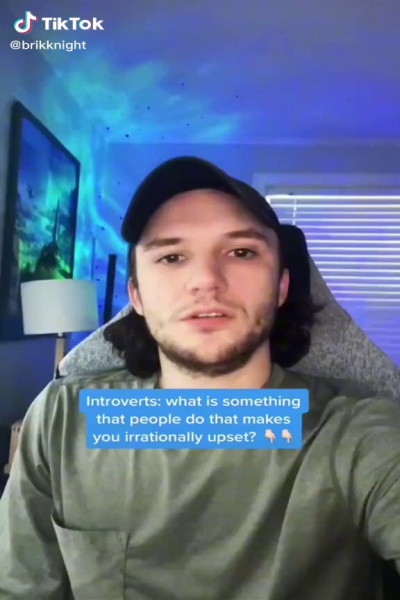 TikTok
@brikknight
Introverts: what is something
that people do that makes
you irrationally upset? 👇🏻👇🏻